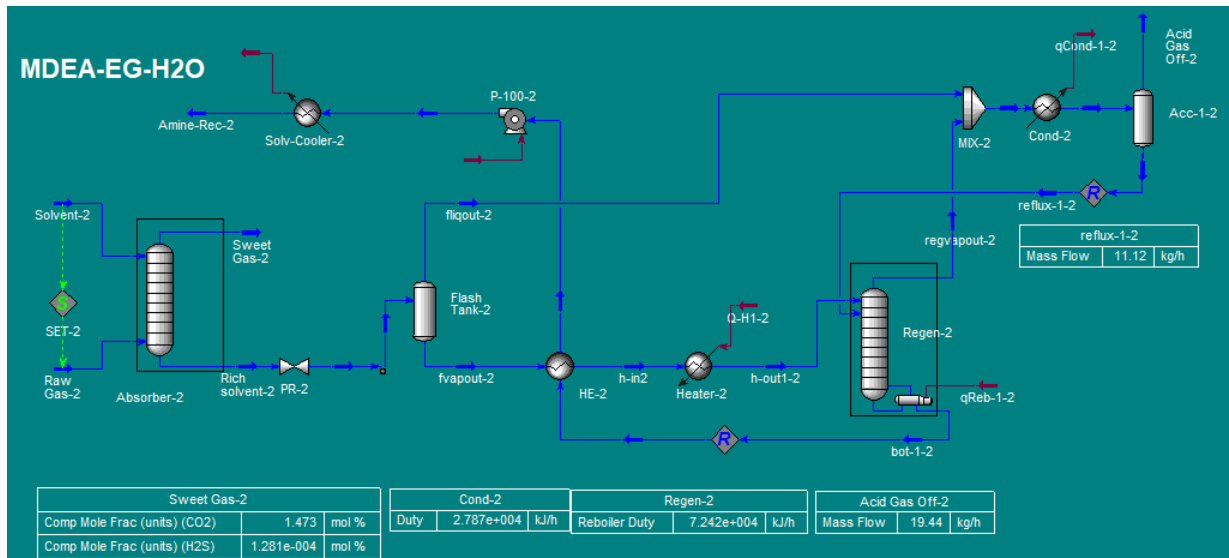 MDEA-EG-H2O
qCond-1-2
Acid
Gas
Off-2
P-100-2
Amine-Rec-2
Solv-Cooler-2
MIX-2
Cond-2
Acc-1-2
Solvent-2
Sweet
Gas-2
fliqout-2
reflux-1-2
R
regvapout-2
reflux-1-2
Mass Flow 11.12 kg/h
S
SET-2
Flash
Tank-2
Q-H1-2
Regen-2
Raw
Gas-2
Absorber-2
Rich
solvent-2
PR-2
fvapout-2
HE-2
h-in2
Heater-2
h-out1-2
qReb-1-2
R
bot-1-2
Sweet Gas-2
Comp Mole Frac (units) (CO2) 1.473 mol %
Comp Mole Frac (units) (H2S) 1.281e-004 mol %
Cond-2
Duty 2.787e+004 kJ/h
Regen-2
Reboiler Duty 7.242e+004 kJ/h
Acid Gas Off-2
Mass Flow 19.44 kg/h